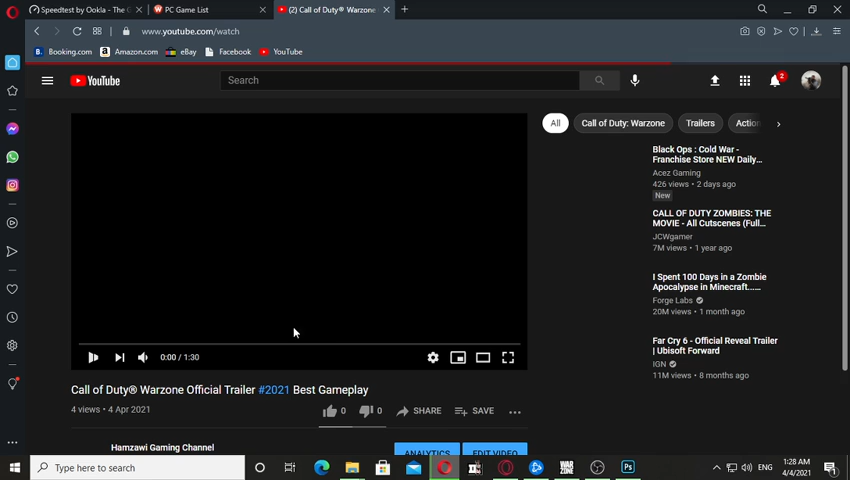 Speedtest by Ookla - The G
PC Game List
(2) Call of Duty® Warzone
www.youtube.com/watch
Booking.com
Amazon.com
eBay
Facebook
YouTube
YouTube
Search
2
All
Call of Duty: Warzone
Trailers
Action
Black Ops : Cold War -
Franchise Store NEW Daily...
Acez Gaming
426 views • 2 days ago
New
CALL OF DUTY ZOMBIES: THE
MOVIE - All Cutscenes (Full...
JCWgamer
7M views • 1 year ago
I Spent 100 Days in a Zombie
Apocalypse in Minecraft......
Forge Labs
20M views • 1 month ago
Far Cry 6 - Official Reveal Trailer
| Ubisoft Forward
IGN
11M views • 8 months ago
0:00 / 1:30
Call of Duty® Warzone Official Trailer #2021 Best Gameplay
4 views • 4 Apr 2021
0
0
SHARE
SAVE
Hamzawi Gaming Channel
ANALYTICS
EDIT VIDEO
Type here to search
WAR
ZONE
Ps
ENG
1:28 AM
4/4/2021
1